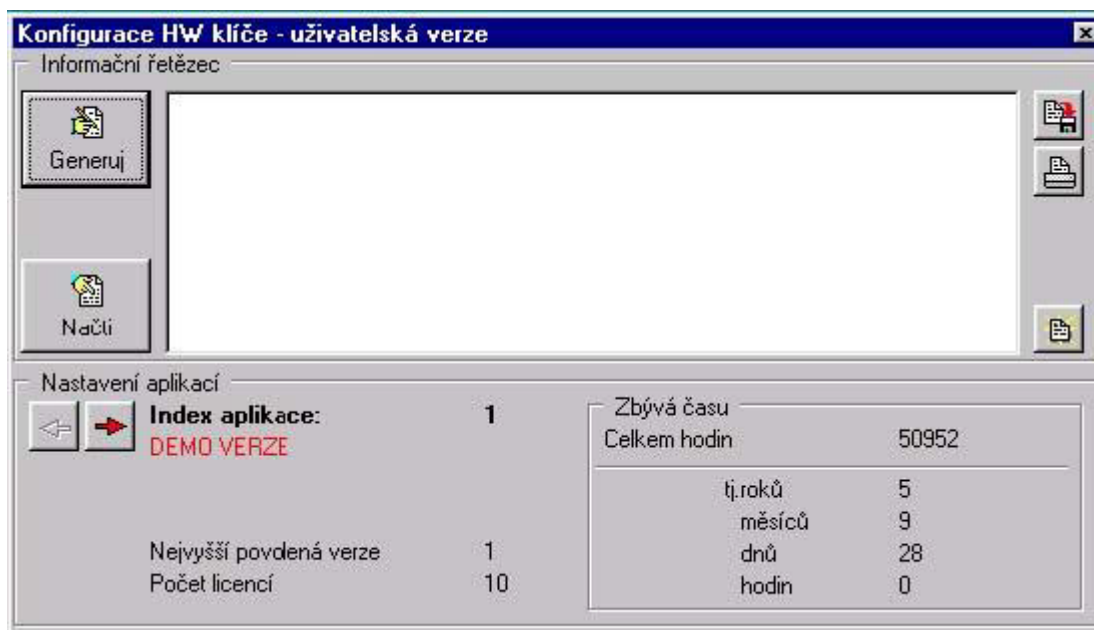 Konfigurace HW klíče - uživatelská verze
Informační řetězec
Generuj
Načti
Nastavení aplikací
Index aplikace: 1
DEMO VERZE
Nejvyšší povolená verze 1
Počet licencí 10
Zbývá času
Celkem hodin 50952
tj.roků 5
měsíců 9
dnů 28
hodin 0